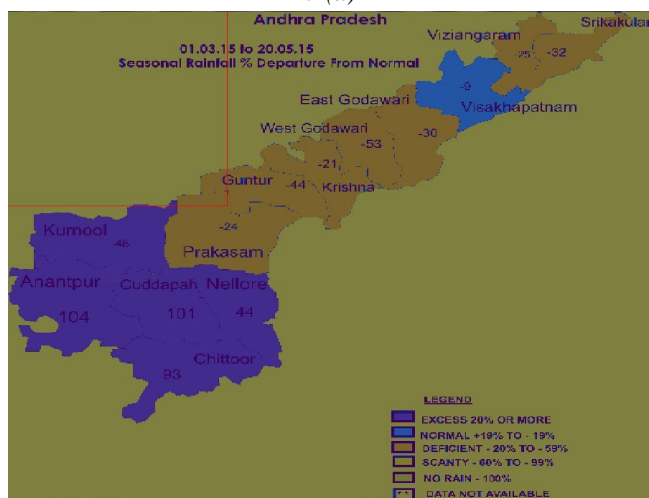 Andhra Pradesh
01.03.15 to 20.05.15
Seasonal Rainfall % Departure From Normal
Srikakulam
Viziangaram
-25
-32
-9
Visakhapatnam
East Godawari
-30
West Godawari
-53
-21
Krishna
Guntur
-44
-24
Prakasam
Kurnool
Anantpur
Cuddapah
Nellore
104
101
44
Chittoor
93
LEGEND
EXCESS 20% OR MORE
NORMAL +19% TO - 19%
DEFICIENT - 20% TO - 59%
SCANTY - 60% TO - 99%
NO RAIN - 100%
DATA NOT AVAILABLE